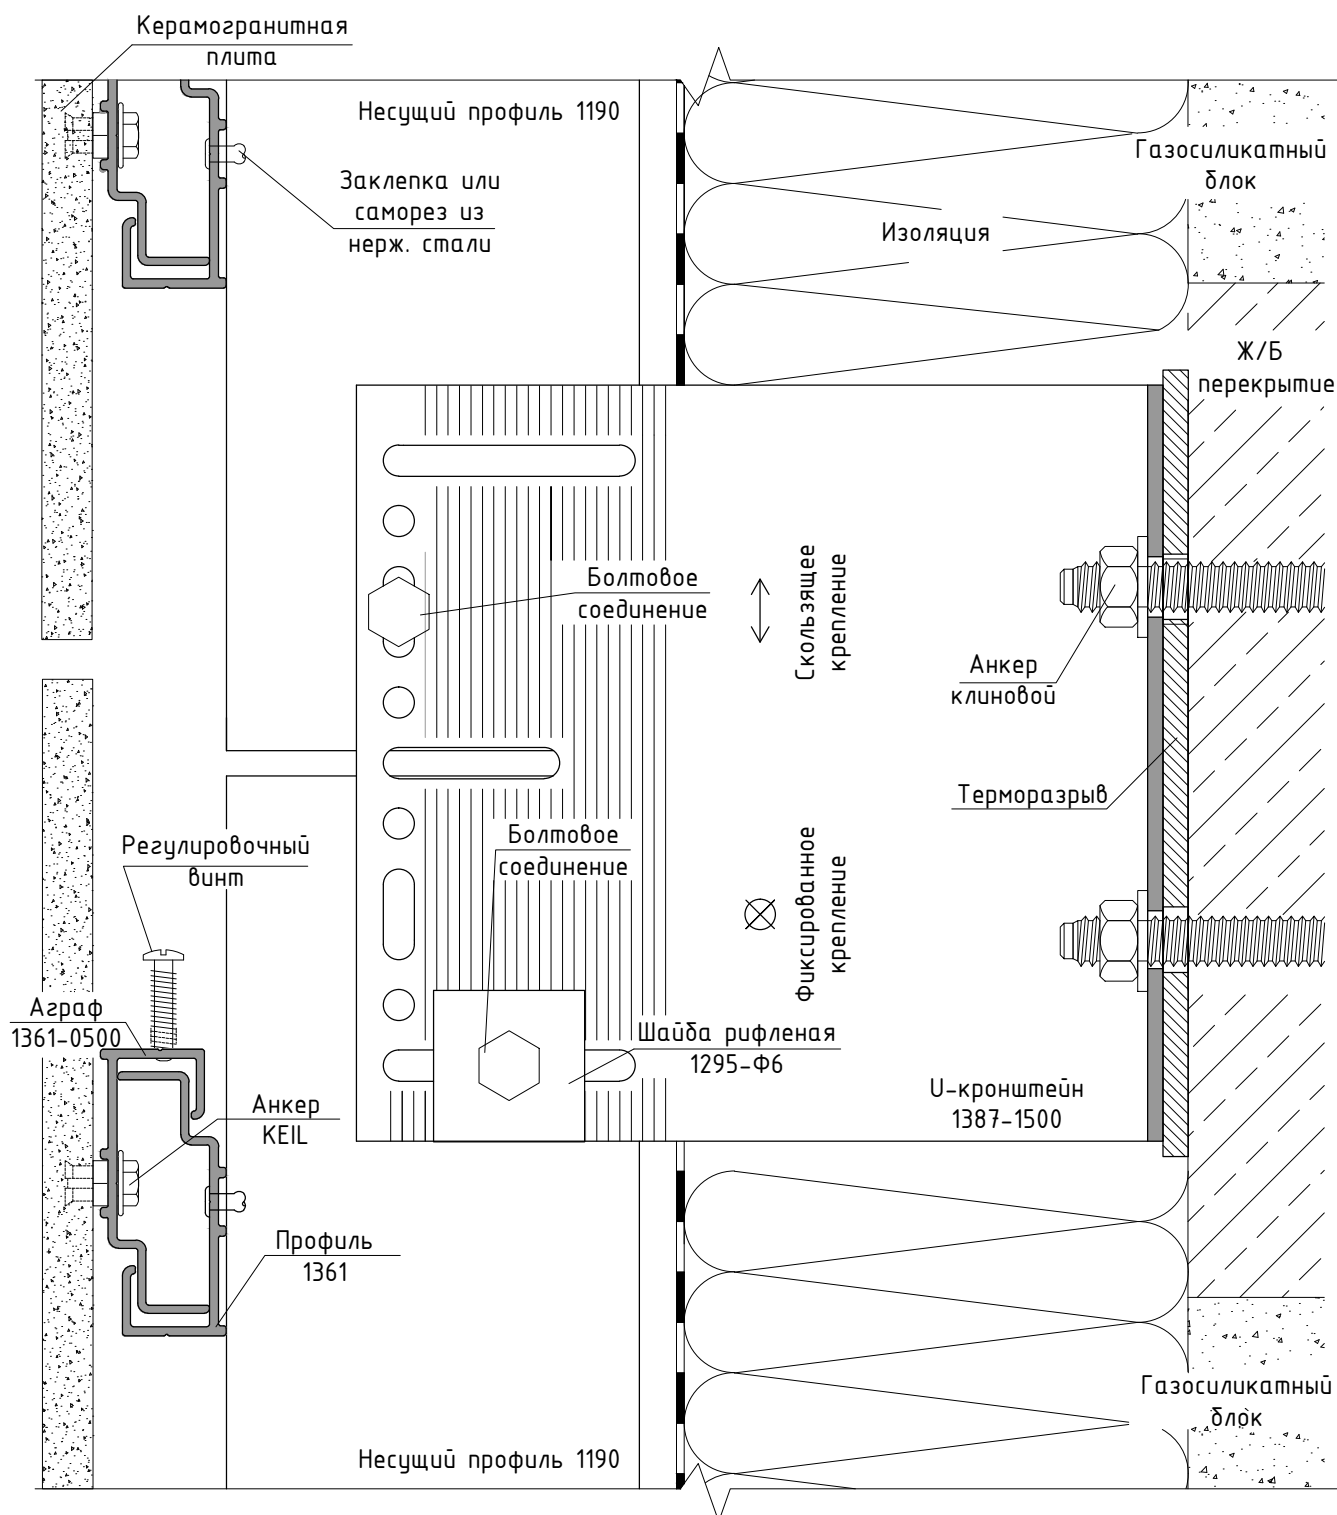 Керамогранитная
плита
Несущий профиль 1190
Заклепка или
саморез из
нерж. стали
Газосиликатный
блок
Изоляция
Ж/Б
перекрытие
Болтовое
соединение
Скользящее
крепление
Анкер
клиновой
Терморазрыв
Регулировочный
винт
Болтовое
соединение
Фиксированное
крепление
Аграф
1361-0500
Шайба рифленая
1295-Ф6
Анкер
KEIL
U-кронштейн
1387-1500
Профиль
1361
Газосиликатный
блок
Несущий профиль 1190